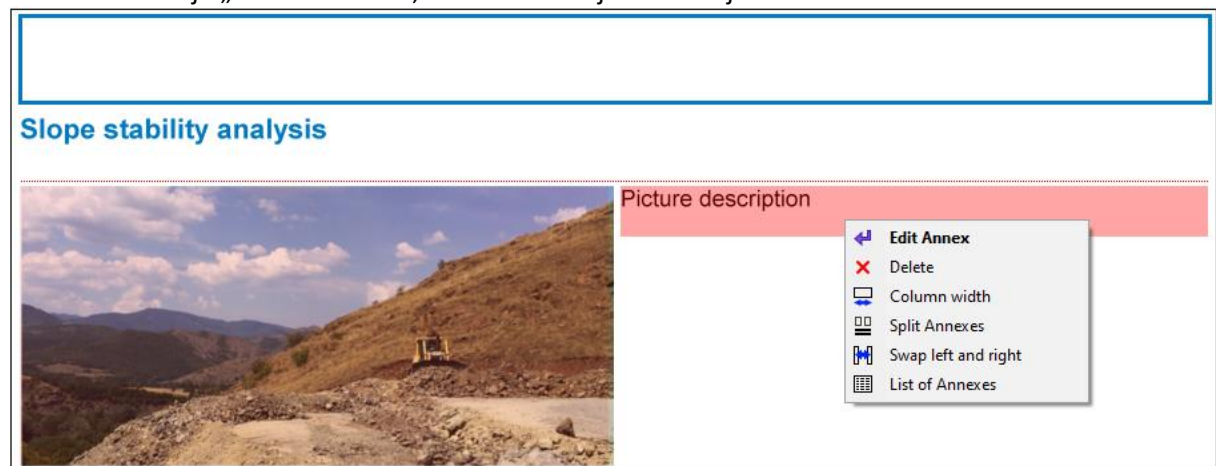 Slope stability analysis
Picture description
Edit Annex
Delete
Column width
Split Annexes
Swap left and right
List of Annexes